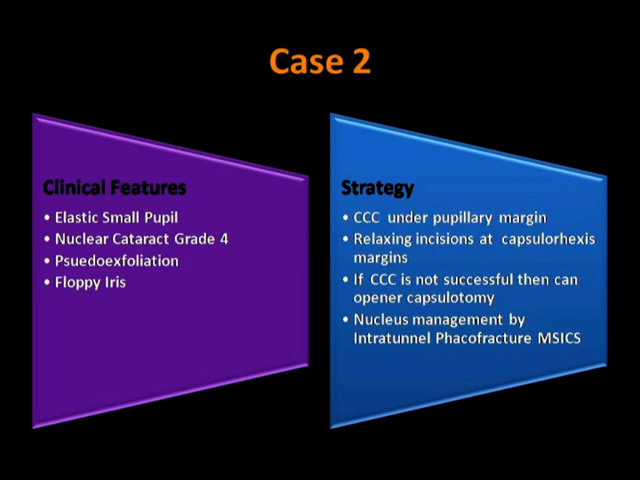 Case 2
Clinical Features
• Elastic Small Pupil
• Nuclear Cataract Grade 4
• Psuedoexfoliation
• Floppy Iris
Strategy
• CCC under pupillary margin
• Relaxing incisions at capsulorhexis
margins
• If CCC is not successful then can
opener capsulotomy
• Nucleus management by
Intratunnel Phacofracture MSICS